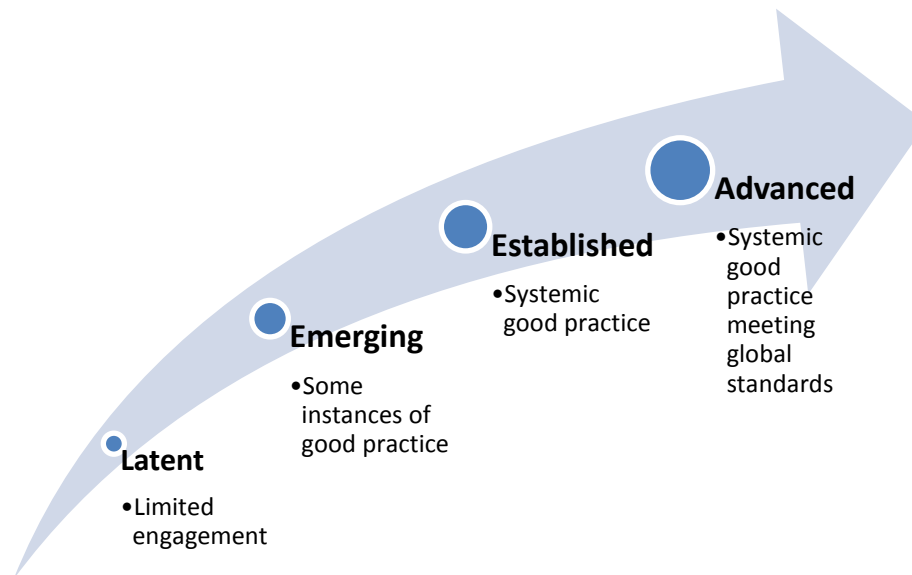 Latent
•Limited
engagement
Emerging
•Some
instances of
good practice
Established
•Systemic
good practice
Advanced
•Systemic
good
practice
meeting
global
standards